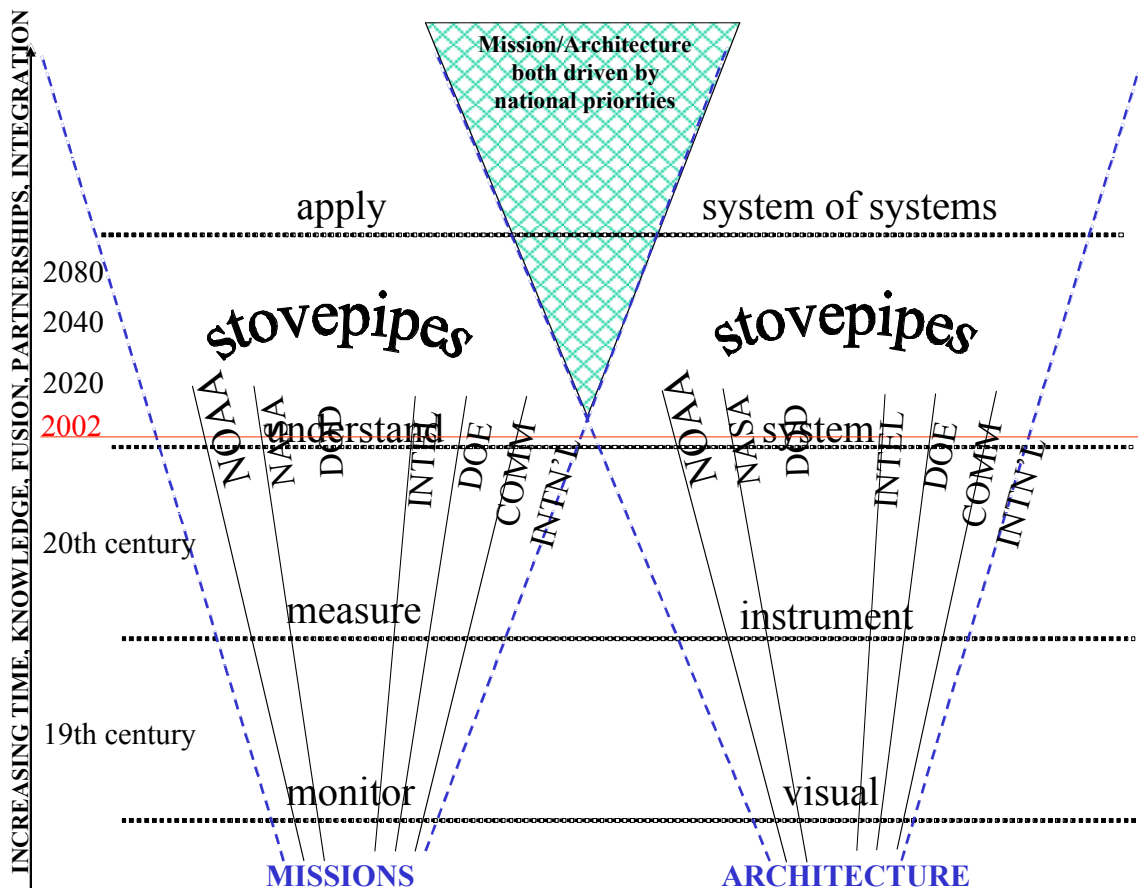 INCREASING TIME, KNOWLEDGE, FUSION, PARTNERSHIPS, INTEGRATION
Mission/Architecture
both driven by
national priorities
apply
system of systems
2080
2040
2020
2002
20th century
19th century
stovepipes
stovepipes
NOAA
NASA
DOD
INTEL
DOE
COMM
INTN'L
understand
NOAA
NASA
DOD
INTEL
DOE
COMM
INTN'L
system
measure
instrument
monitor
visual
MISSIONS
ARCHITECTURE